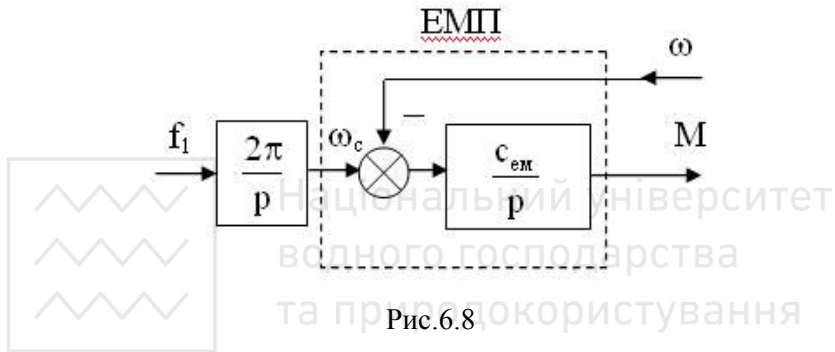 ЕМП
ω
f₁
2π
p
ω_c
−
c_ем
p
M
Національний університет
водного господарства
та природокористування
Рис.6.8